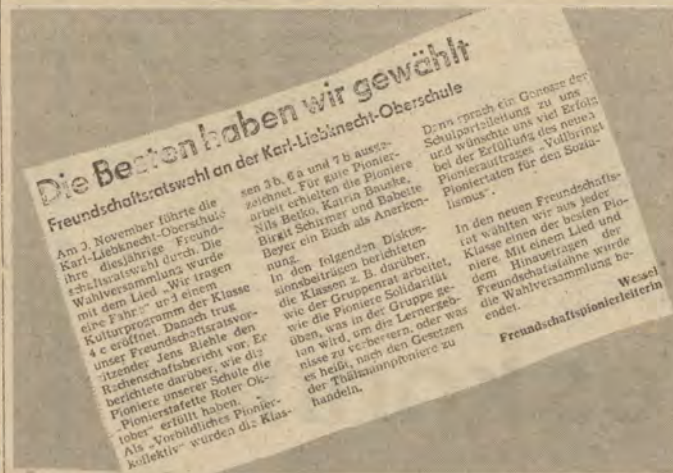 Die Besten haben wir gewählt
Freundschaftsratswahl an der Karl-Liebknecht-Oberschule
Am 3. November führte die
Karl-Liebknecht-Oberschule
ihre diesjährige Freund-
schaftsratswahl durch. Die
Wahlversammlung wurde
mit dem Lied „Wir tragen
eine Fahne“ und einem
Kulturprogramm der Klasse
4 c eröffnet. Danach trug
unser Freundschaftsratsvor-
sitzender Jens Riehle den
Rechenschaftsbericht vor. Er
berichtete darüber, wie die
Pioniere unserer Schule die
„Pionierstafette Roter Ok-
tober“ erfüllt haben.
Als „Vorbildliches Pionier-
kollektiv“ wurden die Klas-
sen 3 b, 6 a und 7 b ausge-
zeichnet. Für gute Pionier-
arbeit erhielten die Pioniere
Nils Betko, Katrin Bauske,
Birgit Schirmer und Babette
Beyer ein Buch als Anerken-
nung.
In den folgenden Diskus-
sionsbeiträgen berichteten
die Klassen z. B. darüber,
wie der Gruppenrat arbeitet,
wie die Pioniere Solidarität
üben, was in der Gruppe ge-
tan wird, um die Lernergeb-
nisse zu verbessern, oder was
es heißt, nach den Gesetzen
der Thälmannpioniere zu
handeln.
Dann sprach ein Genosse der
Schulparteileitung zu uns
und wünschte uns viel Erfolg
bei der Erfüllung des neuen
Pionierauftrages „Vollbringt
Pioniertaten für den Sozia-
lismus“.
In den neuen Freundschafts-
rat wählten wir aus jeder
Klasse einen der besten Pio-
niere. Mit einem Lied und
dem Hinaustragen der
Freundschaftsfahne wurde
die Wahlversammlung be-
endet.
Wessel
Freundschaftspionierleiterin